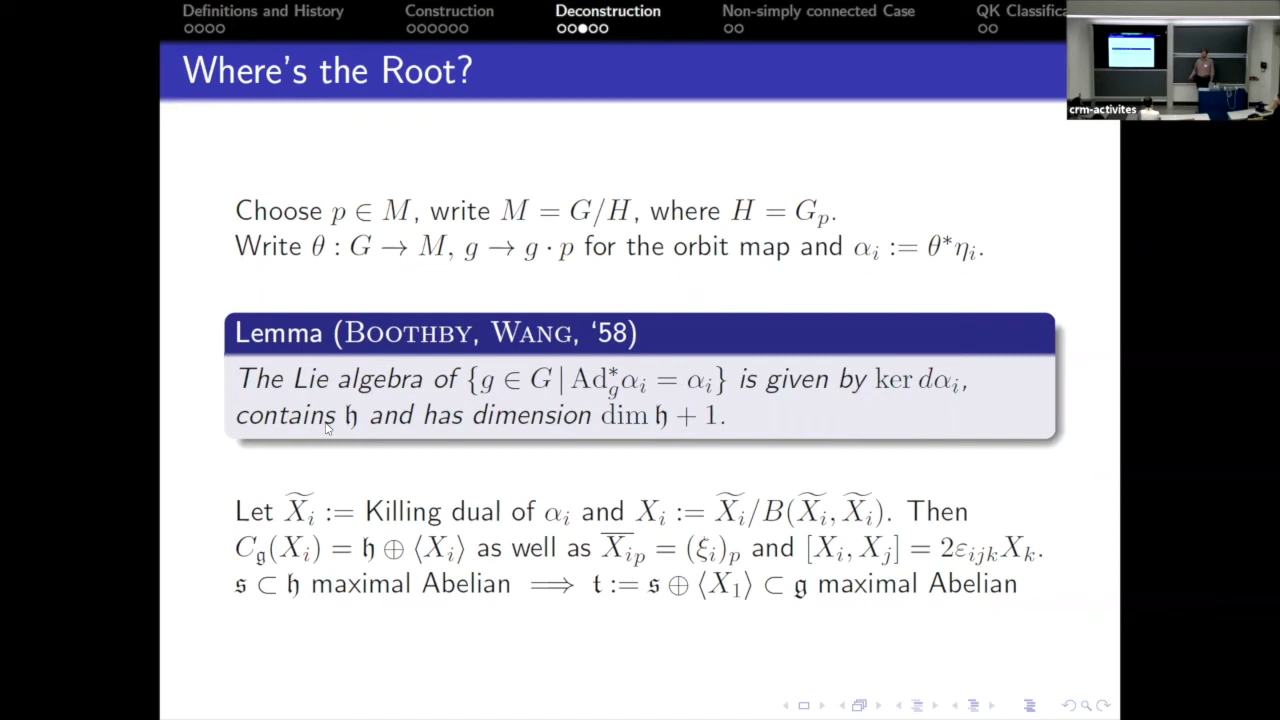 Definitions and History Construction Deconstruction Non-simply connected Case QK Classifica
Where's the Root?
crm-activites
Choose p ∈ M, write M = G/H, where H = G_p.
Write θ : G → M, g → g · p for the orbit map and α_i := θ*η_i.
Lemma (BOOTHBY, WANG, ‘58)
The Lie algebra of {g ∈ G | Ad*_g α_i = α_i} is given by ker dα_i,
contains 𝔥 and has dimension dim 𝔥 + 1.
Let X̃_i := Killing dual of α_i and X_i := X̃_i/B(X̃_i, X̃_i). Then
C_𝔤(X_i) = 𝔥 ⊕ ⟨X_i⟩ as well as X̅_i_p = (ξ_i)_p and [X_i, X_j] = 2ε_ijk X_k.
𝔰 ⊂ 𝔥 maximal Abelian ⟹ 𝔱 := 𝔰 ⊕ ⟨X_1⟩ ⊂ 𝔤 maximal Abelian